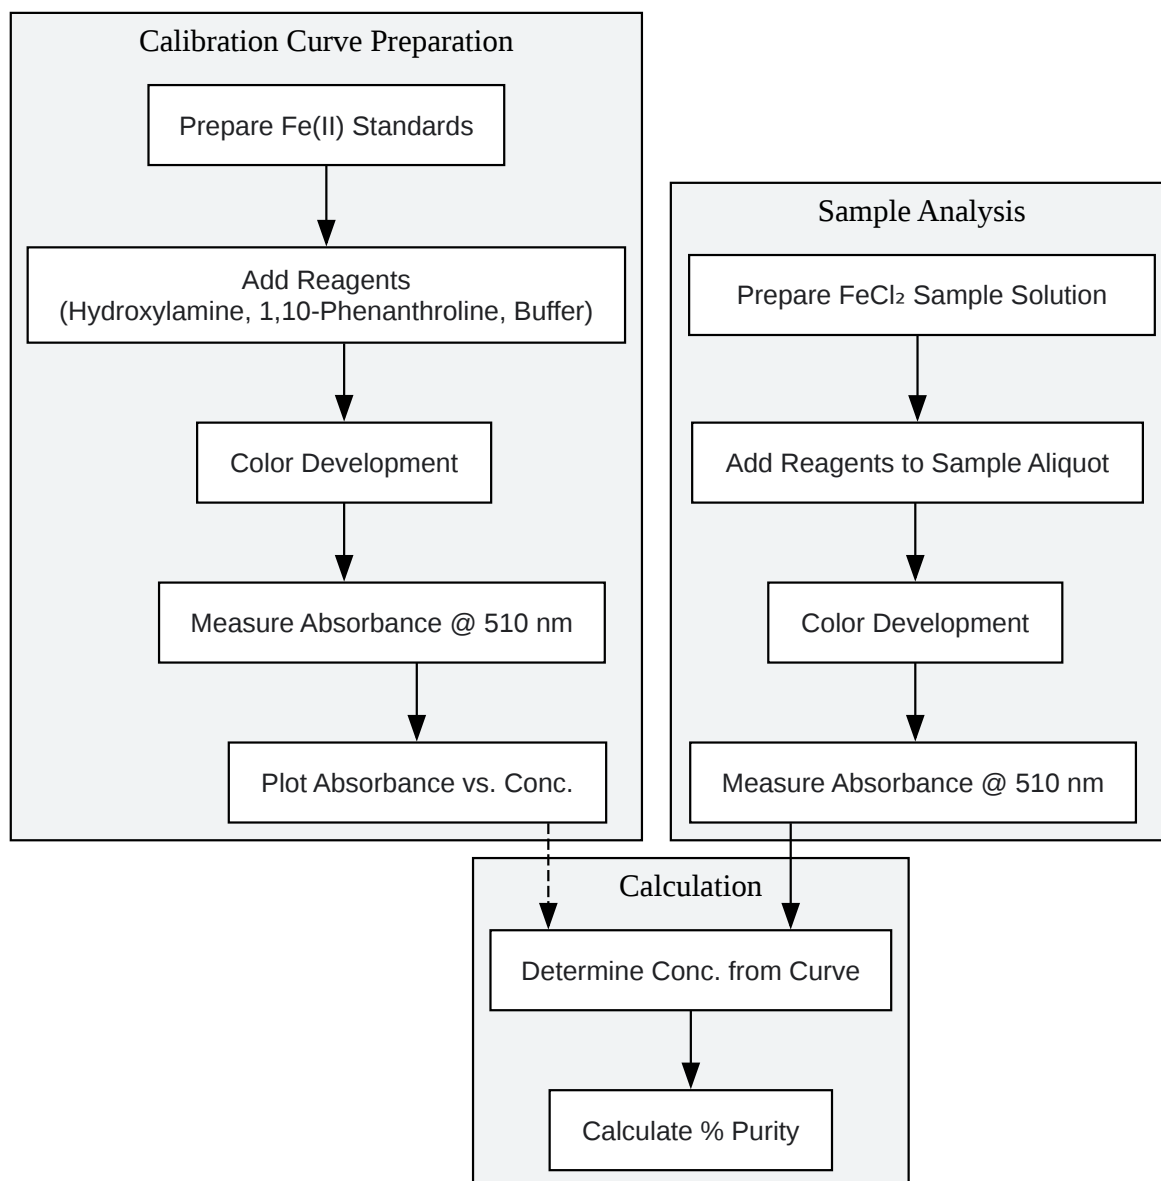 Calibration Curve Preparation
Prepare Fe(II) Standards
Add Reagents
(Hydroxylamine, 1,10-Phenanthroline, Buffer)
Color Development
Measure Absorbance @ 510 nm
Plot Absorbance vs. Conc.
Sample Analysis
Prepare FeCl₂ Sample Solution
Add Reagents to Sample Aliquot
Color Development
Measure Absorbance @ 510 nm
Calculation
Determine Conc. from Curve
Calculate % Purity